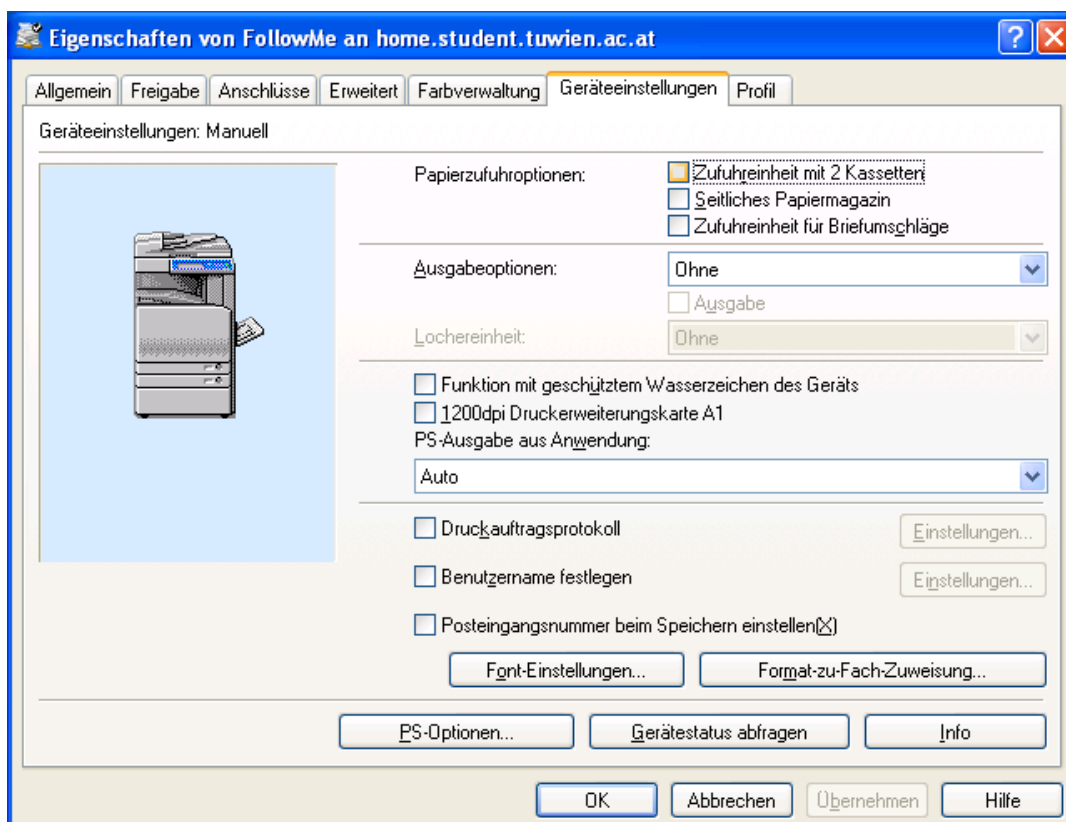 Eigenschaften von FollowMe an home.student.tuwien.ac.at
Allgemein Freigabe Anschlüsse Erweitert Farbverwaltung Geräteeinstellungen Profil
Geräteeinstellungen: Manuell
Papierzufuhroptionen: Zufuhreinheit mit 2 Kassetten
Seitliches Papiermagazin
Zufuhreinheit für Briefumschläge
Ausgabeoptionen: Ohne
Ausgabe
Lochereinheit: Ohne
Funktion mit geschütztem Wasserzeichen des Geräts
1200dpi Druckerweiterungskarte A1
PS-Ausgabe aus Anwendung:
Auto
Druckauftragsprotokoll Einstellungen...
Benutzername festlegen Einstellungen...
Posteingangsnummer beim Speichern einstellen(X)
Font-Einstellungen... Format-zu-Fach-Zuweisung...
PS-Optionen... Gerätestatus abfragen Info
OK Abbrechen Übernehmen Hilfe